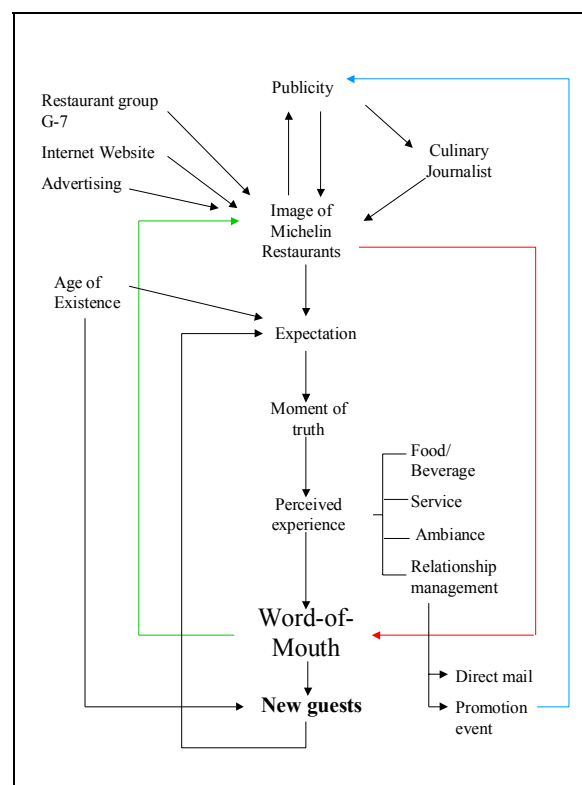 Publicity
Restaurant group
G-7
Internet Website
Advertising
Culinary
Journalist
Image of
Michelin
Restaurants
Age of
Existence
Expectation
Moment of
truth
Perceived
experience
Food/
Beverage
Service
Ambiance
Relationship
management
Word-of-
Mouth
Direct mail
New guests
Promotion
event